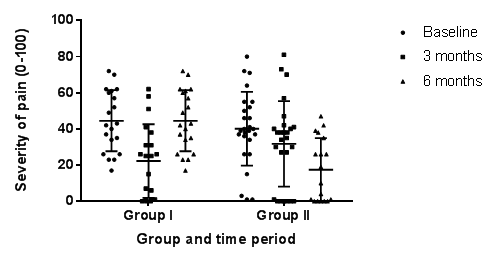 100
80
60
40
20
0
Severity of pain (0-100)
Group I
Group II
Group and time period
Baseline
3 months
6 months